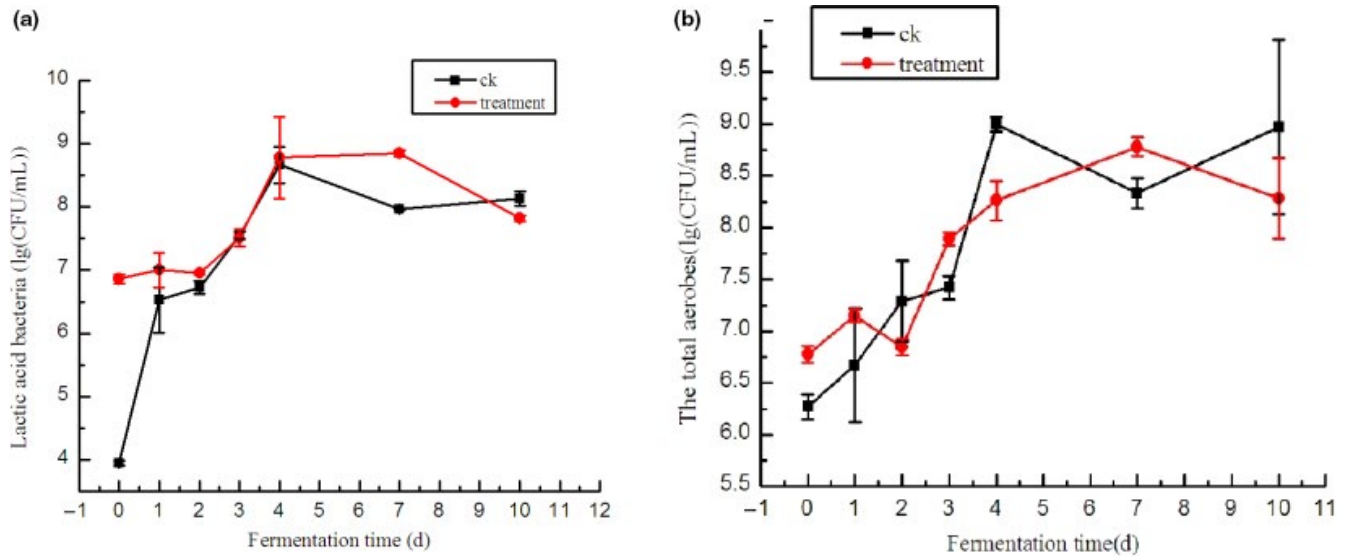 (a)
ck
treatment
10
9
8
7
6
5
4
Lactic acid bacteria (lg(CFU/mL))
–1 0 1 2 3 4 5 6 7 8 9 10 11 12
Fermentation time (d)
(b)
ck
treatment
9.5
9.0
8.5
8.0
7.5
7.0
6.5
6.0
5.5
The total aerobes(lg(CFU/mL))
–1 0 1 2 3 4 5 6 7 8 9 10 11
Fermentation time(d)